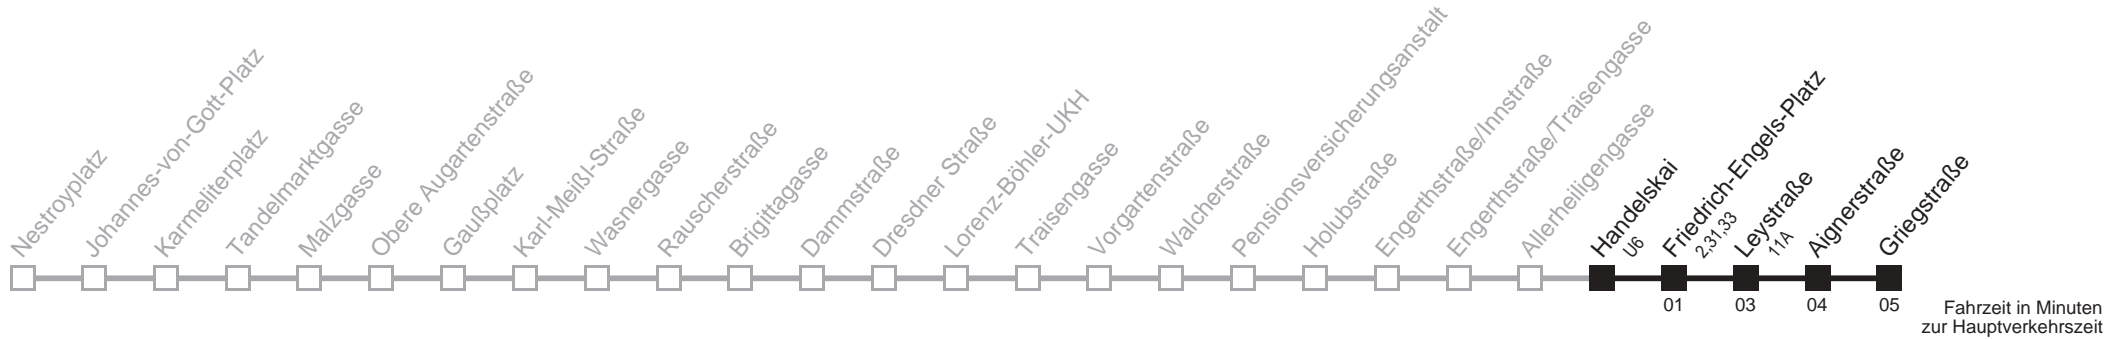 Nestroyplatz
Johannes-von-Gott-Platz
Karmeliterplatz
Tandelmarktgasse
Malzgasse
Obere Augartenstraße
Gaußplatz
Karl-Meißl-Straße
Wasnergasse
Rauscherstraße
Brigittagasse
Dammstraße
Dresdner Straße
Lorenz-Böhler-UKH
Traisengasse
Vorgartenstraße
Walcherstraße
Pensionsversicherungsanstalt
Holubstraße
Engerthstraße/Innstraße
Engerthstraße/Traisengasse
Allerheiligengasse
Handelskai
U6
Friedrich-Engels-Platz
2,31,33
Leystraße
11A
Aignerstraße
Griegstraße
01
03
04
05
Fahrzeit in Minuten
zur Hauptverkehrszeit